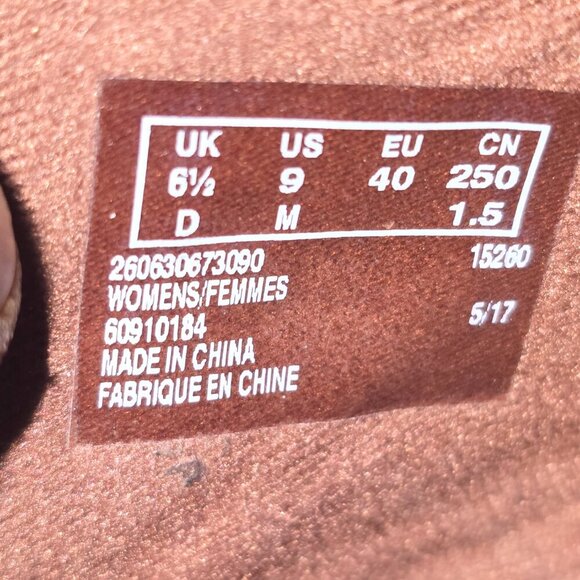 UK US EU CN
6½ 9 40 250
D M 1.5
260630673090 15260
WOMENS/FEMMES
60910184 5/17
MADE IN CHINA
FABRIQUE EN CHINE